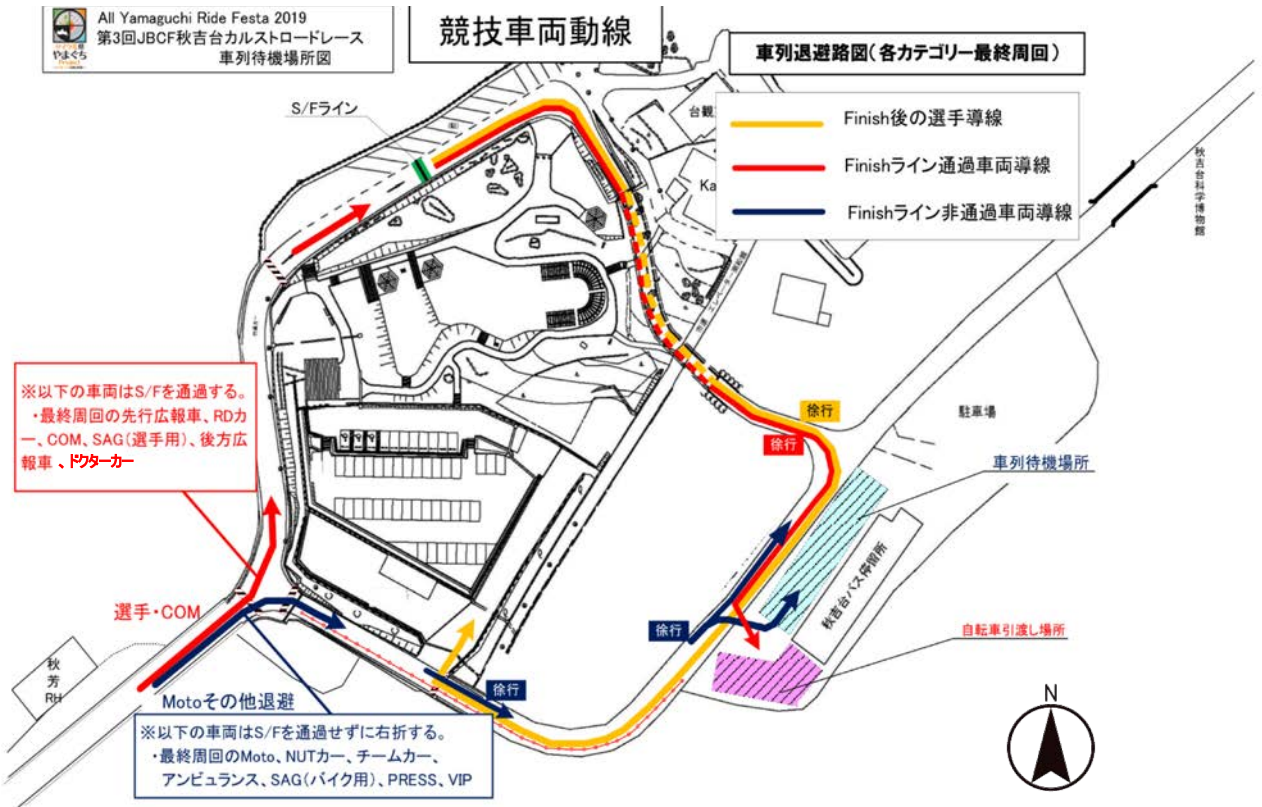 All Yamaguchi Ride Festa 2019
第3回JBCF秋吉台カルストロードレース
車列待機場所図
競技車両動線
車列退避路図(各カテゴリー最終周回)
S/Fライン
台観
Finish後の選手導線
Finishライン通過車両導線
Ka
Finishライン非通過車両導線
秋吉台科学博物館
※以下の車両はS/Fを通過する。
・最終周回の先行広報車、RDカ
ー、COM、SAG(選手用)、後方広
報車、ドクターカー
徐行
徐行
駐車場
車列待機場所
秋吉台バス停留所
選手・COM
徐行
自転車引渡し場所
秋
芳
RH
Motoその他退避
徐行
※以下の車両はS/Fを通過せずに右折する。
・最終周回のMoto、NUTカー、チームカー、
アンビュランス、SAG(バイク用)、PRESS、VIP
N